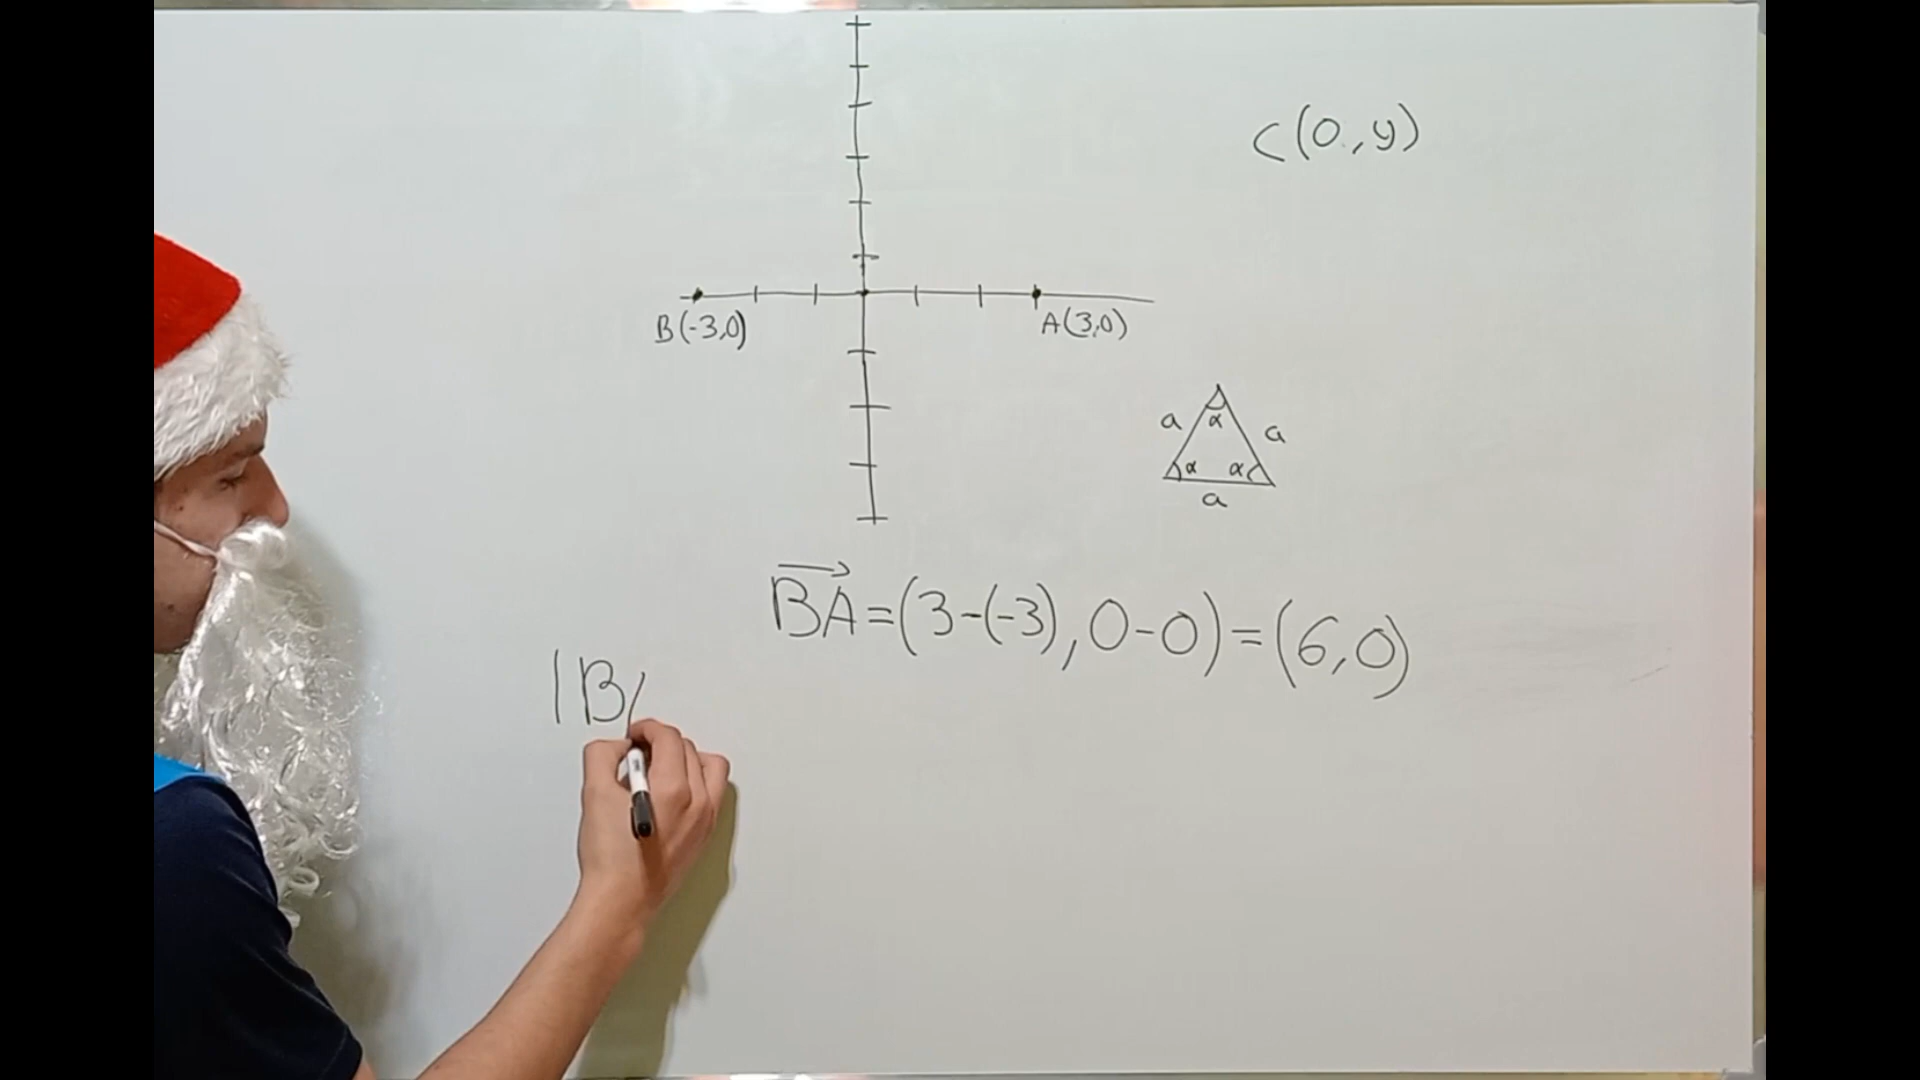 C(0,y)
B(-3,0)
A(3,0)
a α a
α α
a
BA=(3-(-3),0-0)=(6,0)
|B